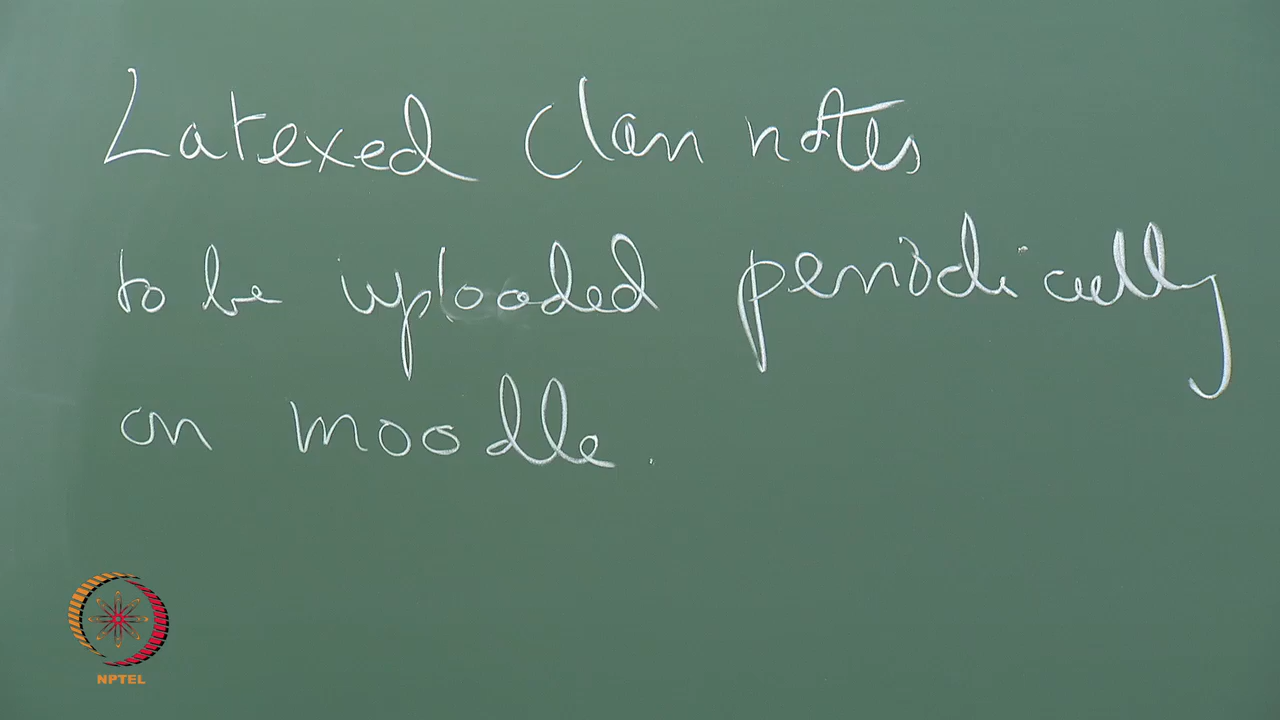 Latexed class notes
to be uploaded periodically
on moodle.
NPTEL